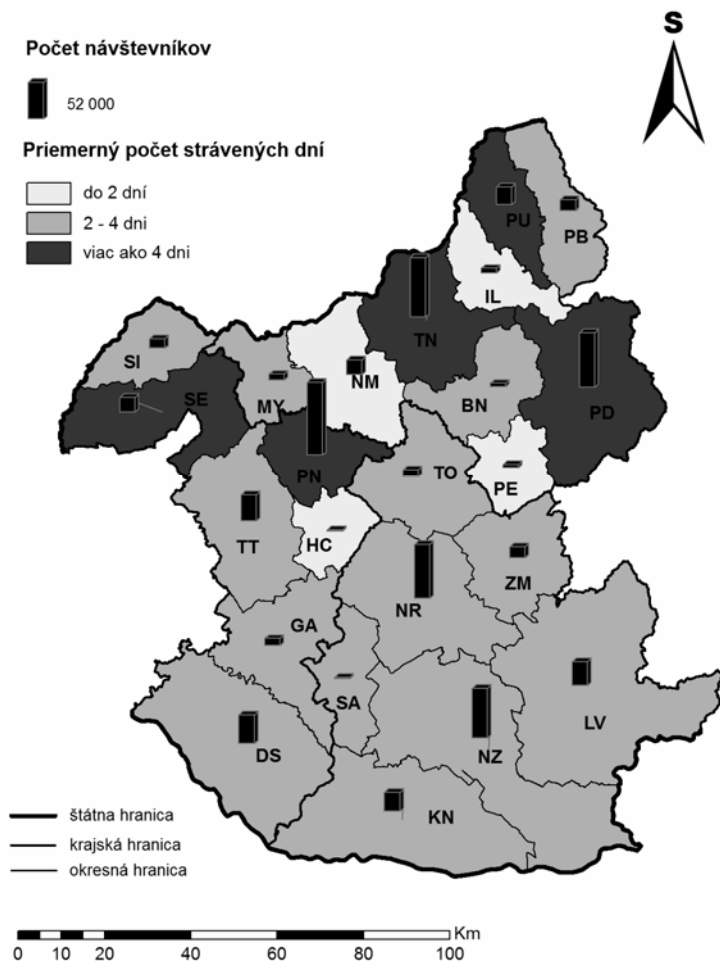 Počet návštevníkov
52 000
Priemerný počet strávených dní
do 2 dní
2 - 4 dni
viac ako 4 dni
S
PU
PB
IL
TN
SI
SE
MY
NM
BN
PD
PN
TO
PE
TT
HC
NR
ZM
GA
SA
DS
NZ
LV
KN
štátna hranica
krajská hranica
okresná hranica
Km
0 10 20 40 60 80 100